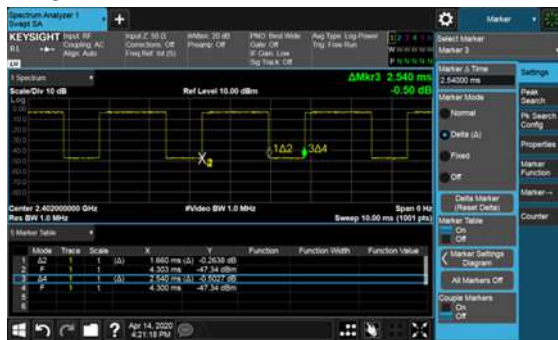 Spectrum Analyzer 1
Swept SA
+
Marker
KEYSIGHT Input: RF
RL
Coupling: AC
Align: Auto
Input Z: 50 Ω
Corrections: Off
Freq Ref: Int (S)
#Atten: 20 dB
Preamp: Off
PNO: Best Wide
Gate: Off
IF Gain: Low
Sig Track: Off
Avg Type: Log-Power
Trig: Free Run
Select Marker
Marker 3
1 Spectrum
ΔMkr3 2.540 ms
Scale/Div 10 dB
Ref Level 10.00 dBm
-0.50 dB
Log
1Δ2
3Δ4
Center 2.402000000 GHz
#Video BW 1.0 MHz
Span 0 Hz
Res BW 1.0 MHz
Sweep 10.00 ms (1001 pts)
1 Marker Table
Mode Trace Scale X Y Function Function Width Function Value
1 Δ2 1 t (Δ) 1.660 ms (Δ) -0.2638 dB
2 F 1 t 4.303 ms -47.34 dBm
3 Δ4 1 t (Δ) 2.540 ms (Δ) -0.5027 dB
4 F 1 t 4.300 ms -47.34 dBm
5
6
Apr 14, 2020
4:21:18 PM
Marker Δ Time
2.54000 ms
Marker Mode
Normal
Delta (Δ)
Fixed
Off
Delta Marker
(Reset Delta)
Marker Table
On
Off
Marker Settings
Diagram
All Markers Off
Couple Markers
On
Off
Settings
Peak
Search
Pk Search
Config
Properties
Marker
Function
Marker→
Counter